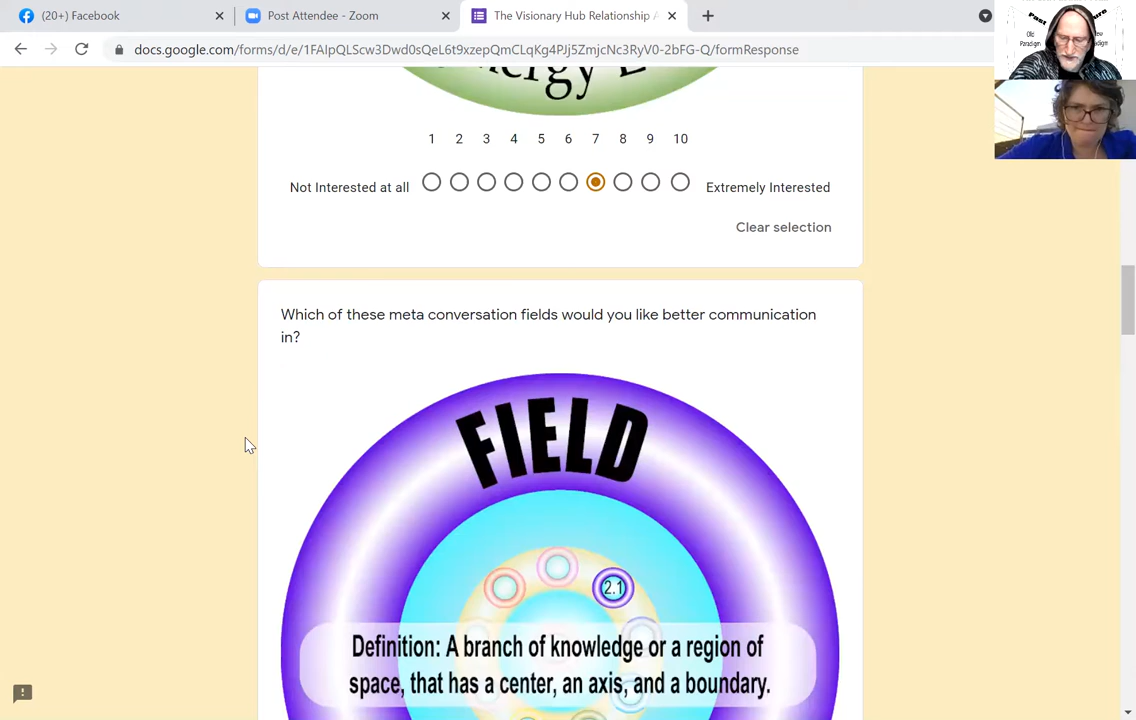 (20+) Facebook
Post Attendee - Zoom
The Visionary Hub Relationship A
docs.google.com/forms/d/e/1FAIpQLScw3Dwd0sQeL6t9xzepQmCLqKg4PJj5ZmjcNc3RyV0-2bFG-Q/formResponse
Past
Old
Paradigm
1 2 3 4 5 6 7 8 9 10
Not Interested at all
Extremely Interested
Clear selection
Which of these meta conversation fields would you like better communication
in?
FIELD
2.1
Definition: A branch of knowledge or a region of
space, that has a center, an axis, and a boundary.